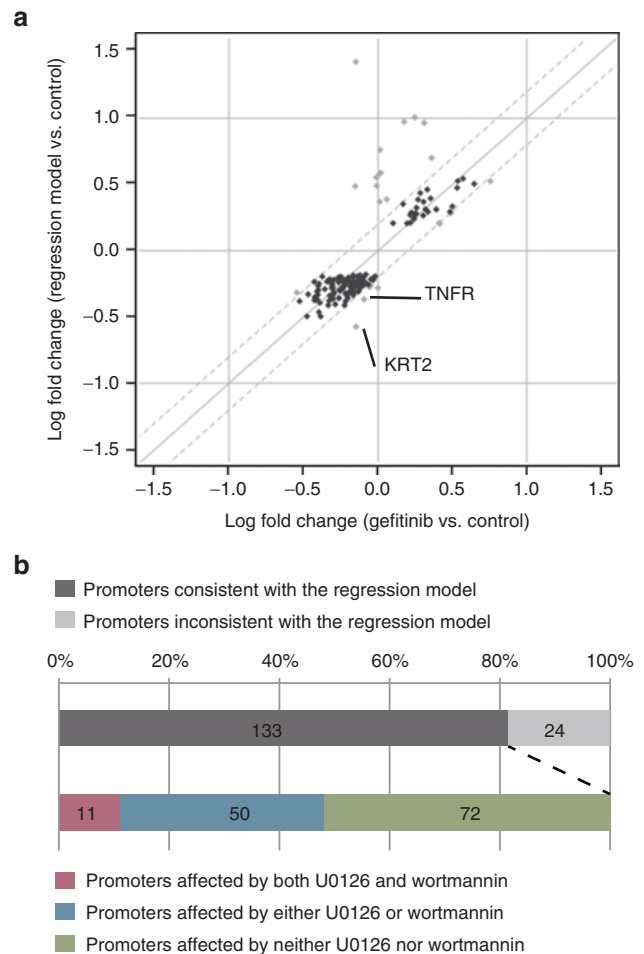 a
Log fold change (regression model vs. control)
1.5
1.0
0.5
0.0
−0.5
−1.0
−1.5
TNFR
KRT2
−1.5 −1.0 −0.5 0.0 0.5 1.0 1.5
Log fold change (gefitinib vs. control)
b
Promoters consistent with the regression model
Promoters inconsistent with the regression model
0% 20% 40% 60% 80% 100%
133 24
11 50 72
Promoters affected by both U0126 and wortmannin
Promoters affected by either U0126 or wortmannin
Promoters affected by neither U0126 nor wortmannin